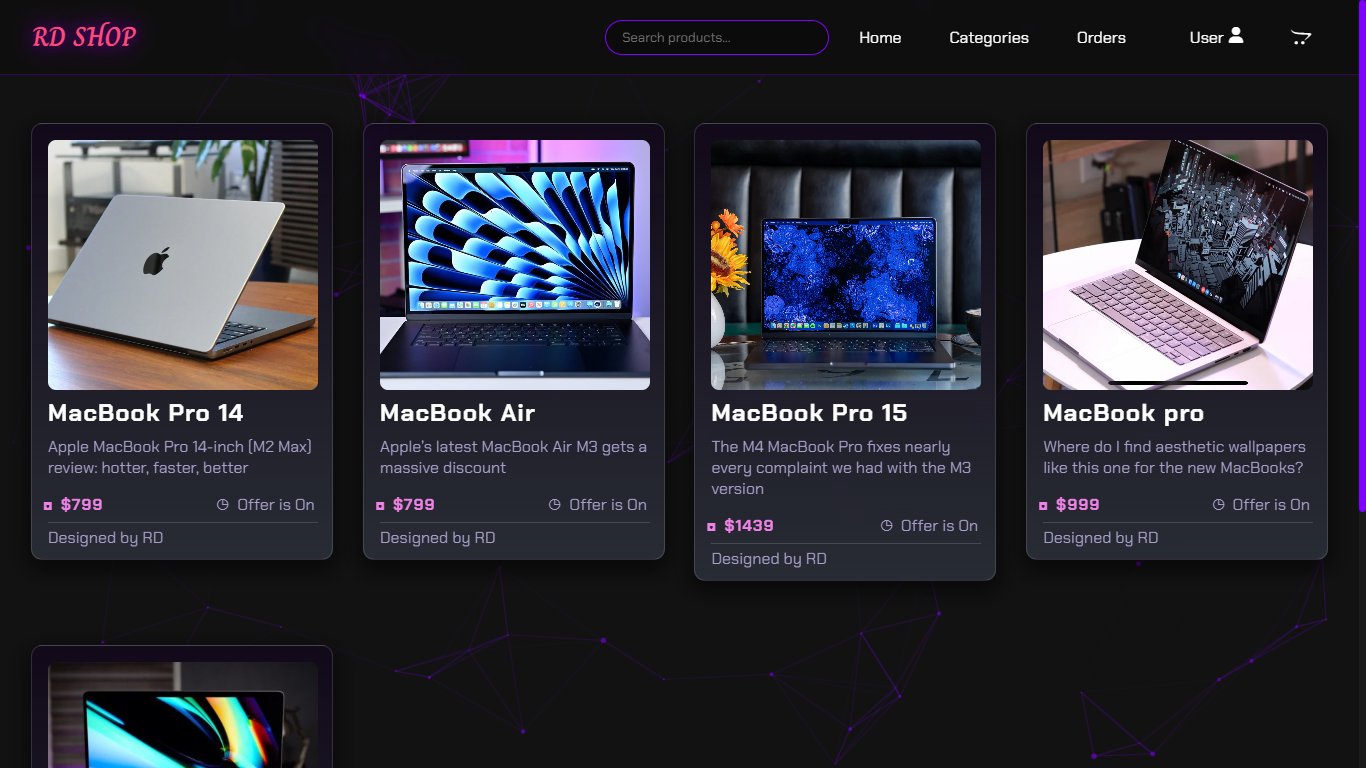 RD SHOP
Search products...
Home
Categories
Orders
User
MacBook Pro 14
Apple MacBook Pro 14-inch (M2 Max)
review: hotter, faster, better
$799
Offer is On
Designed by RD
MacBook Air
Apple's latest MacBook Air M3 gets a
massive discount
$799
Offer is On
Designed by RD
MacBook Pro 15
The M4 MacBook Pro fixes nearly
every complaint we had with the M3
version
$1439
Offer is On
Designed by RD
MacBook pro
Where do I find aesthetic wallpapers
like this one for the new MacBooks?
$999
Offer is On
Designed by RD